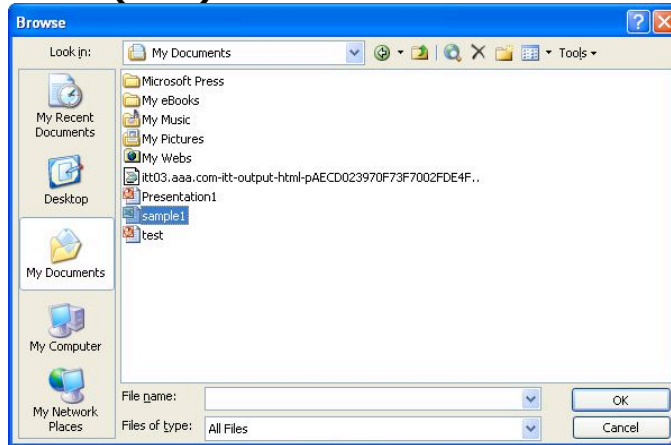 Browse
Look in: My Documents Tools
My Recent Documents
Desktop
My Documents
My Computer
My Network Places
Microsoft Press
My eBooks
My Music
My Pictures
My Webs
itt03.aaa.com-itt-output-html-pAECD023970F73F7002FDE4F..
Presentation1
sample1
test
File name: OK
Files of type: All Files Cancel